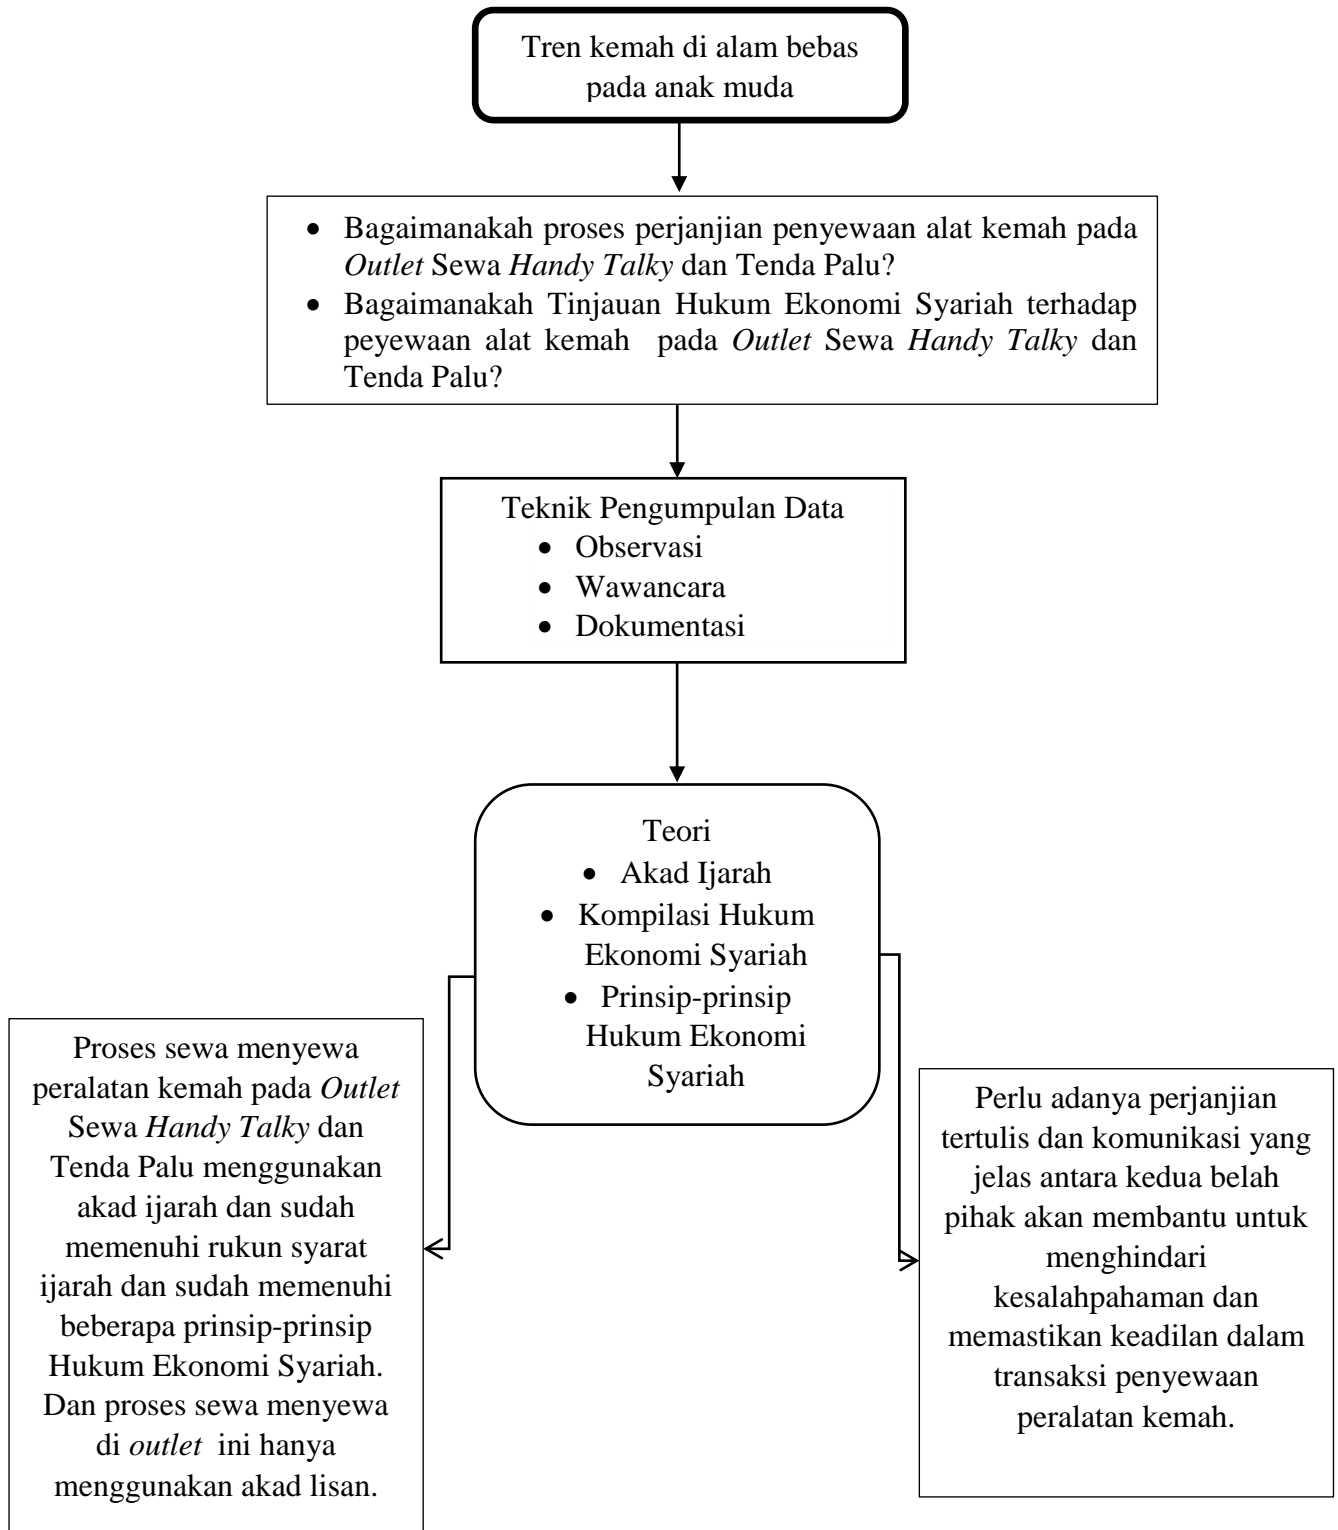 Tren kemah di alam bebas
pada anak muda
• Bagaimanakah proses perjanjian penyewaan alat kemah pada
Outlet Sewa Handy Talky dan Tenda Palu?
• Bagaimanakah Tinjauan Hukum Ekonomi Syariah terhadap
peyewaan alat kemah pada Outlet Sewa Handy Talky dan
Tenda Palu?
Teknik Pengumpulan Data
• Observasi
• Wawancara
• Dokumentasi
Teori
• Akad Ijarah
• Kompilasi Hukum
Ekonomi Syariah
• Prinsip-prinsip
Hukum Ekonomi
Syariah
Proses sewa menyewa
peralatan kemah pada Outlet
Sewa Handy Talky dan
Tenda Palu menggunakan
akad ijarah dan sudah
memenuhi rukun syarat
ijarah dan sudah memenuhi
beberapa prinsip-prinsip
Hukum Ekonomi Syariah.
Dan proses sewa menyewa
di outlet ini hanya
menggunakan akad lisan.
Perlu adanya perjanjian
tertulis dan komunikasi yang
jelas antara kedua belah
pihak akan membantu untuk
menghindari
kesalahpahaman dan
memastikan keadilan dalam
transaksi penyewaan
peralatan kemah.